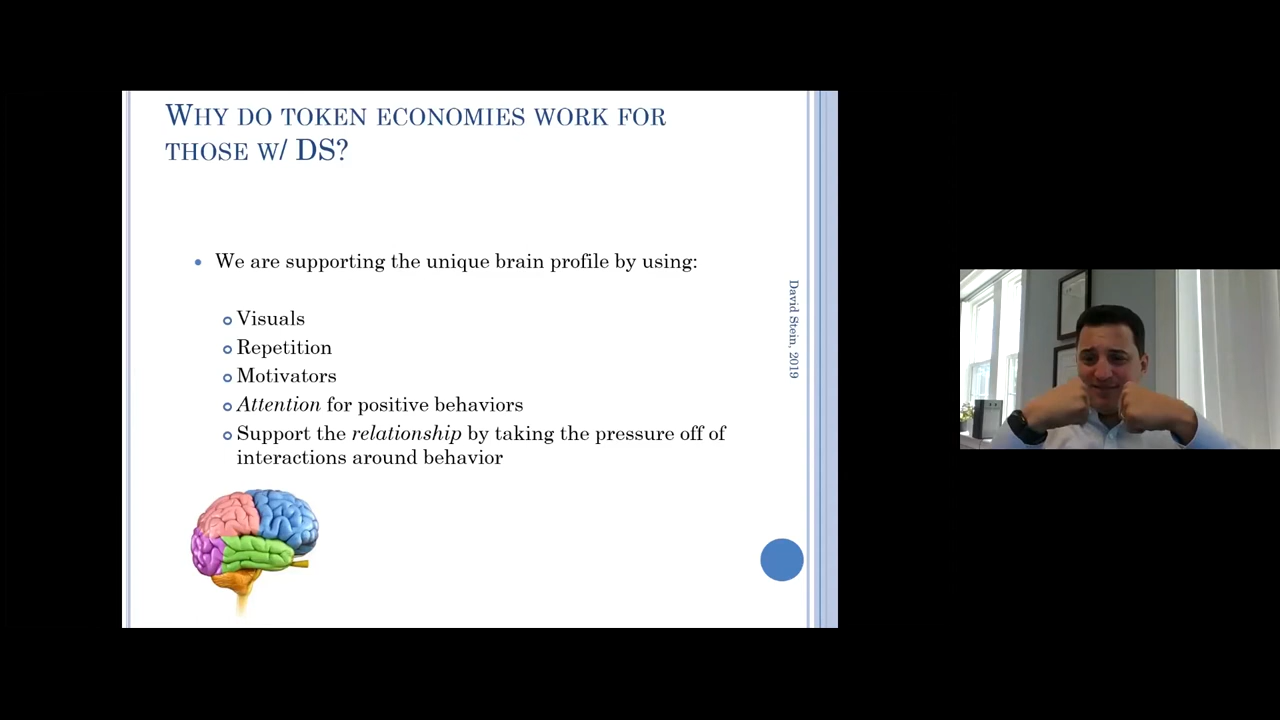 WHY DO TOKEN ECONOMIES WORK FOR
THOSE W/ DS?
We are supporting the unique brain profile by using:
Visuals
Repetition
Motivators
Attention for positive behaviors
Support the relationship by taking the pressure off of
interactions around behavior
David Stein, 2019